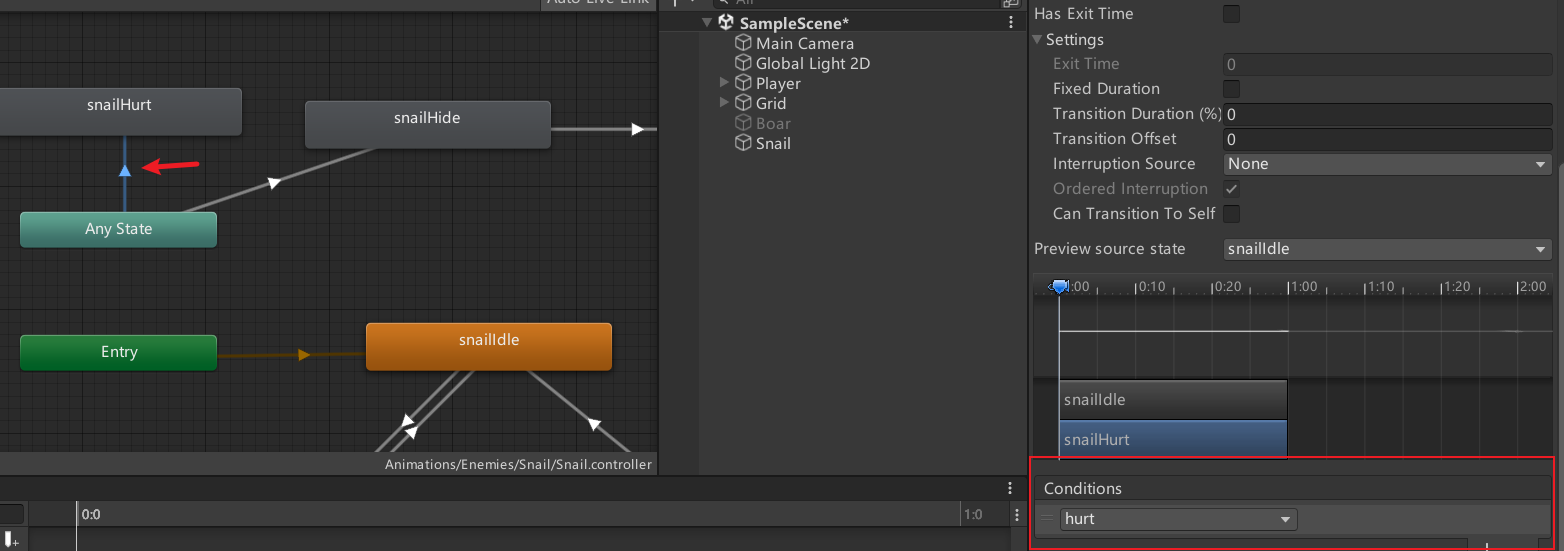 Auto Live Link
snailHurt
snailHide
Any State
Entry
snailIdle
Animations/Enemies/Snail/Snail.controller
0:0
1:0
All
SampleScene*
Main Camera
Global Light 2D
Player
Grid
Boar
Snail
Has Exit Time
Settings
Exit Time
0
Fixed Duration
Transition Duration (%)
0
Transition Offset
0
Interruption Source
None
Ordered Interruption
Can Transition To Self
Preview source state
snailIdle
:00
0:10
0:20
1:00
1:10
1:20
2:00
snailIdle
snailHurt
Conditions
hurt